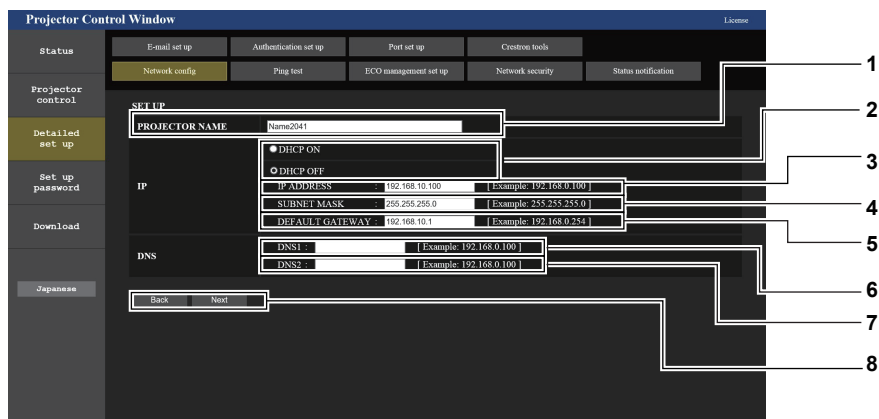 Projector Control Window
License
Status
E-mail set up
Authentication set up
Port set up
Crestron tools
Network config
Ping test
ECO management set up
Network security
Status notification
Projector
control
Detailed
set up
Set up
password
Download
Japanese
SET UP
PROJECTOR NAME Name2041
DHCP ON
DHCP OFF
IP
IP ADDRESS : 192.168.10.100 [ Example: 192.168.0.100 ]
SUBNET MASK : 255.255.255.0 [ Example: 255.255.255.0 ]
DEFAULT GATEWAY : 192.168.10.1 [ Example: 192.168.0.254 ]
DNS
DNS1 : [ Example: 192.168.0.100 ]
DNS2 : [ Example: 192.168.0.100 ]
Back Next
1
2
3
4
5
6
7
8